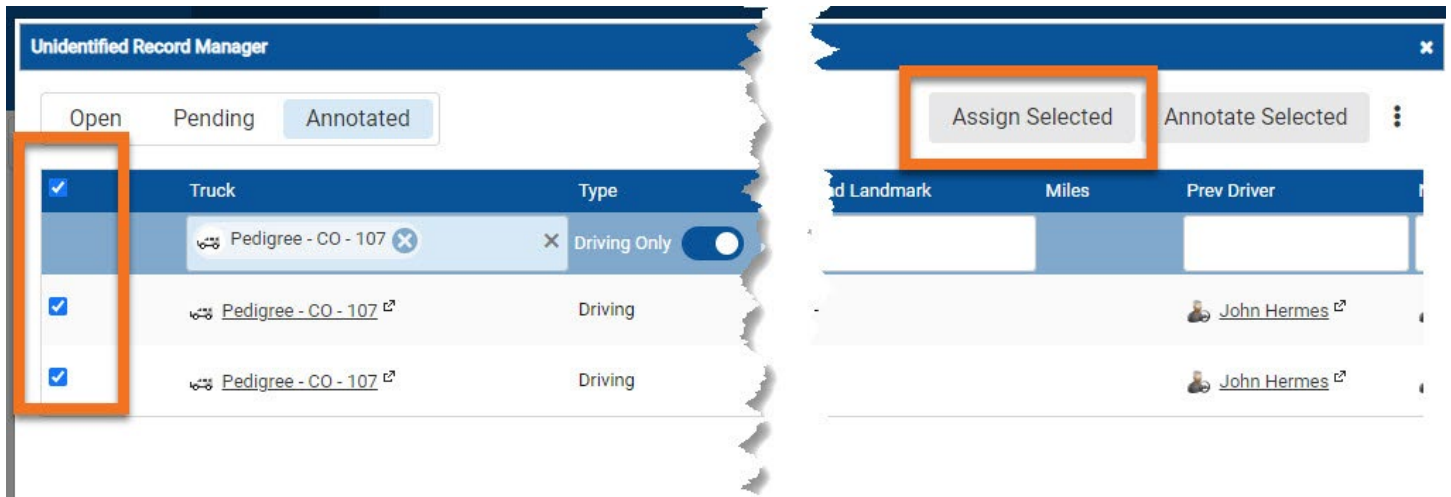 Unidentified Record Manager
Open Pending Annotated Assign Selected Annotate Selected
Truck Type d Landmark Miles Prev Driver
Pedigree - CO - 107 Driving Only
Pedigree - CO - 107 Driving - John Hermes
Pedigree - CO - 107 Driving John Hermes